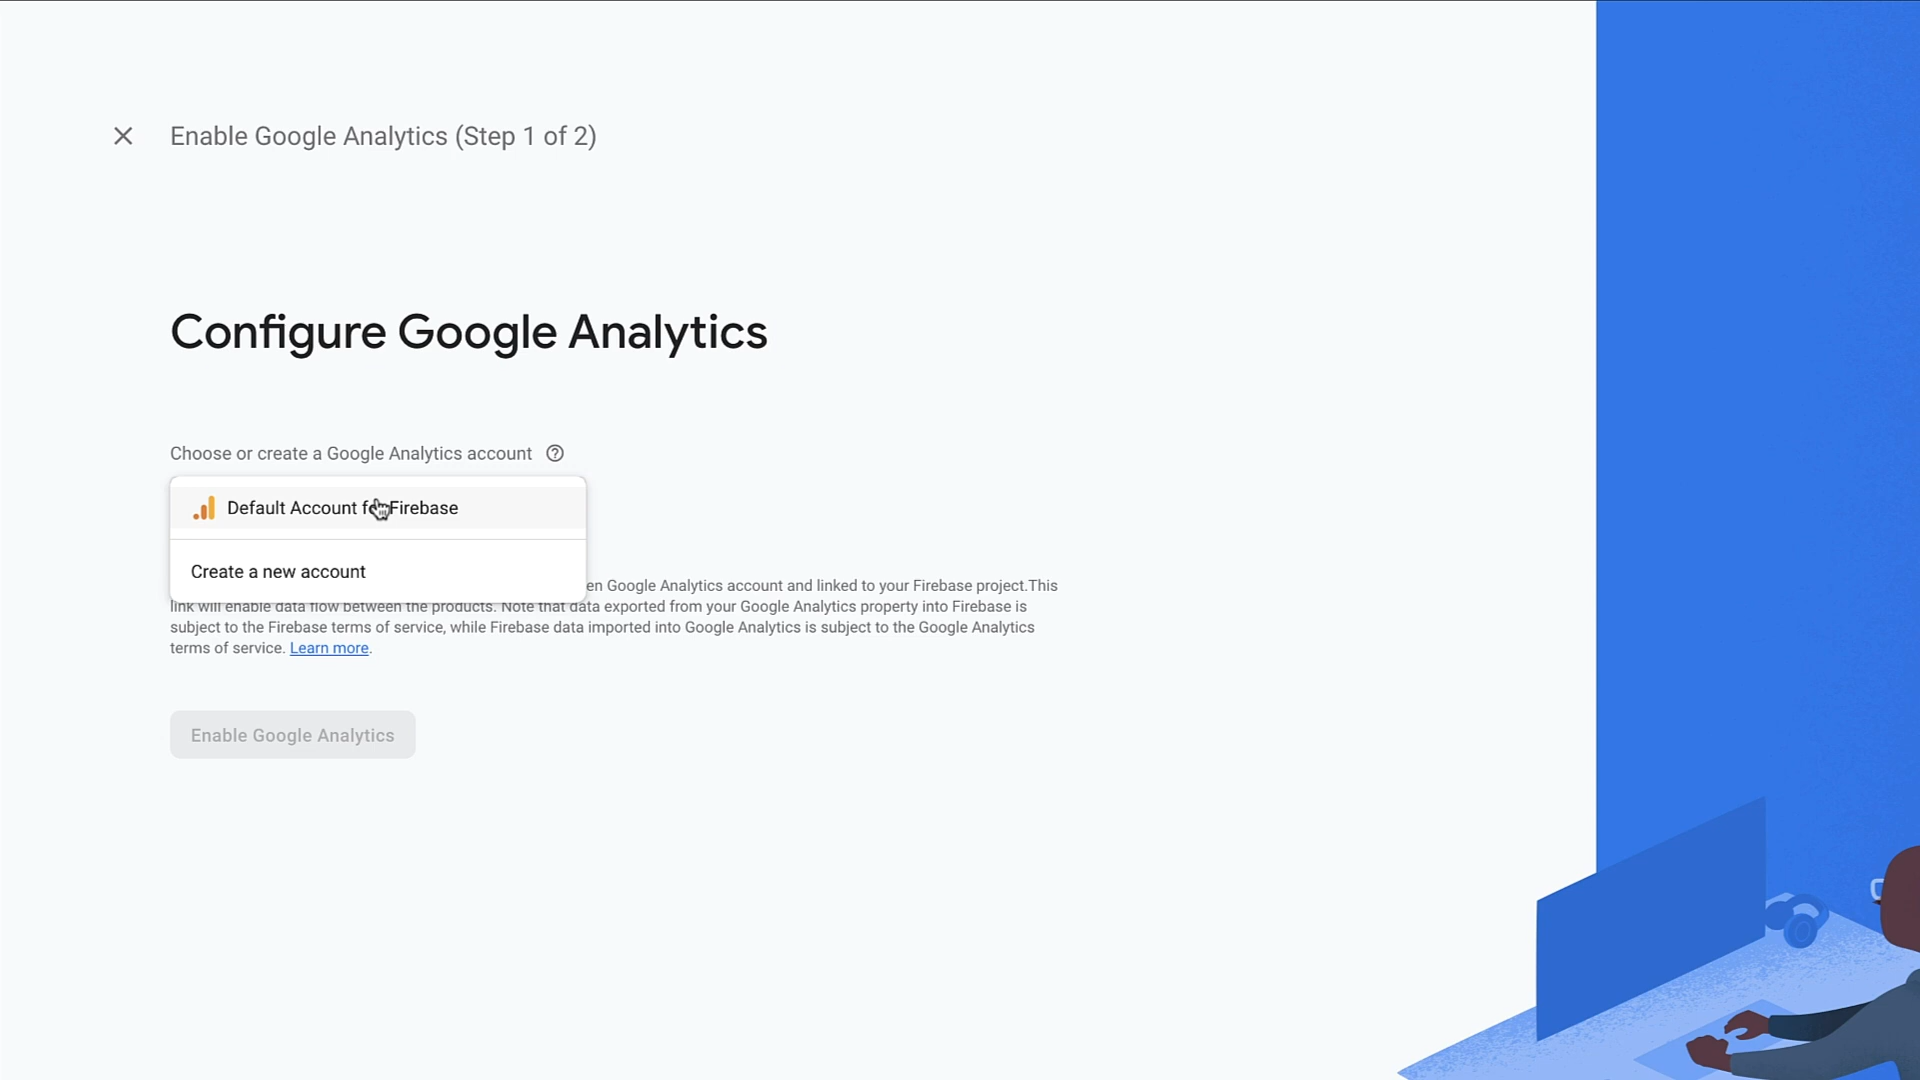 Enable Google Analytics (Step 1 of 2)
Configure Google Analytics
Choose or create a Google Analytics account
Default Account for Firebase
Create a new account
en Google Analytics account and linked to your Firebase project.This
link will enable data flow between the products. Note that data exported from your Google Analytics property into Firebase is
subject to the Firebase terms of service, while Firebase data imported into Google Analytics is subject to the Google Analytics
terms of service. Learn more.
Enable Google Analytics